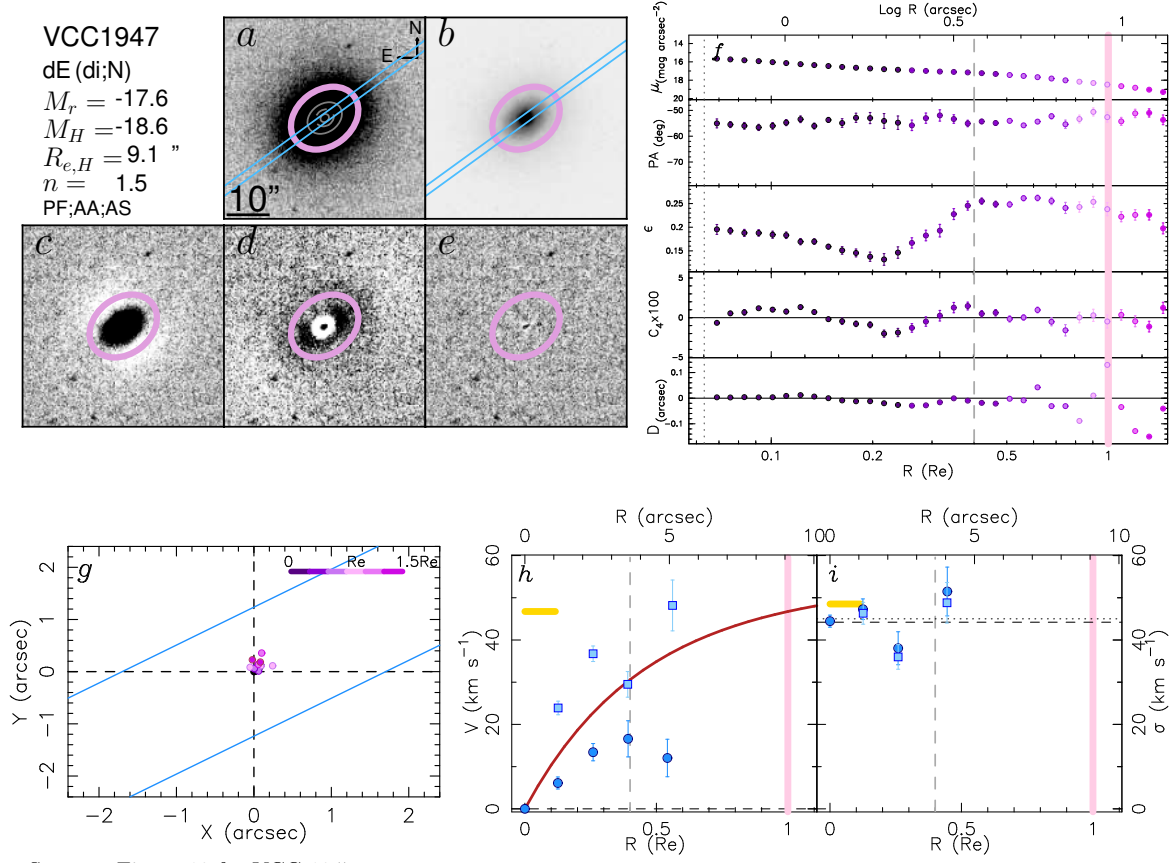 VCC1947
dE (di;N)
M_r = -17.6
M_H = -18.6
R_{e,H} = 9.1 ”
n = 1.5
PF;AA;AS
a
10”
b
N
E
c
d
e
Log R (arcsec)
0 0.5 1
f
μ(mag arcsec⁻²)
14
16
18
20
PA (deg)
−50
−60
−70
ε
0.25
0.15
C₄x100
5
0
−5
D (arcsec)
0.1
0
−0.1
0.1 0.2 0.5 1
R (Re)
g
0 Re 1.5Re
Y (arcsec)
2
1
0
−1
−2
−2 −1 0 1 2
X (arcsec)
R (arcsec)
0 5 10
h
V (km s⁻¹)
60
40
20
0
0 0.5 1
R (Re)
R (arcsec)
0 5 10
i
σ (km s⁻¹)
60
40
20
0
0 0.5 1
R (Re)